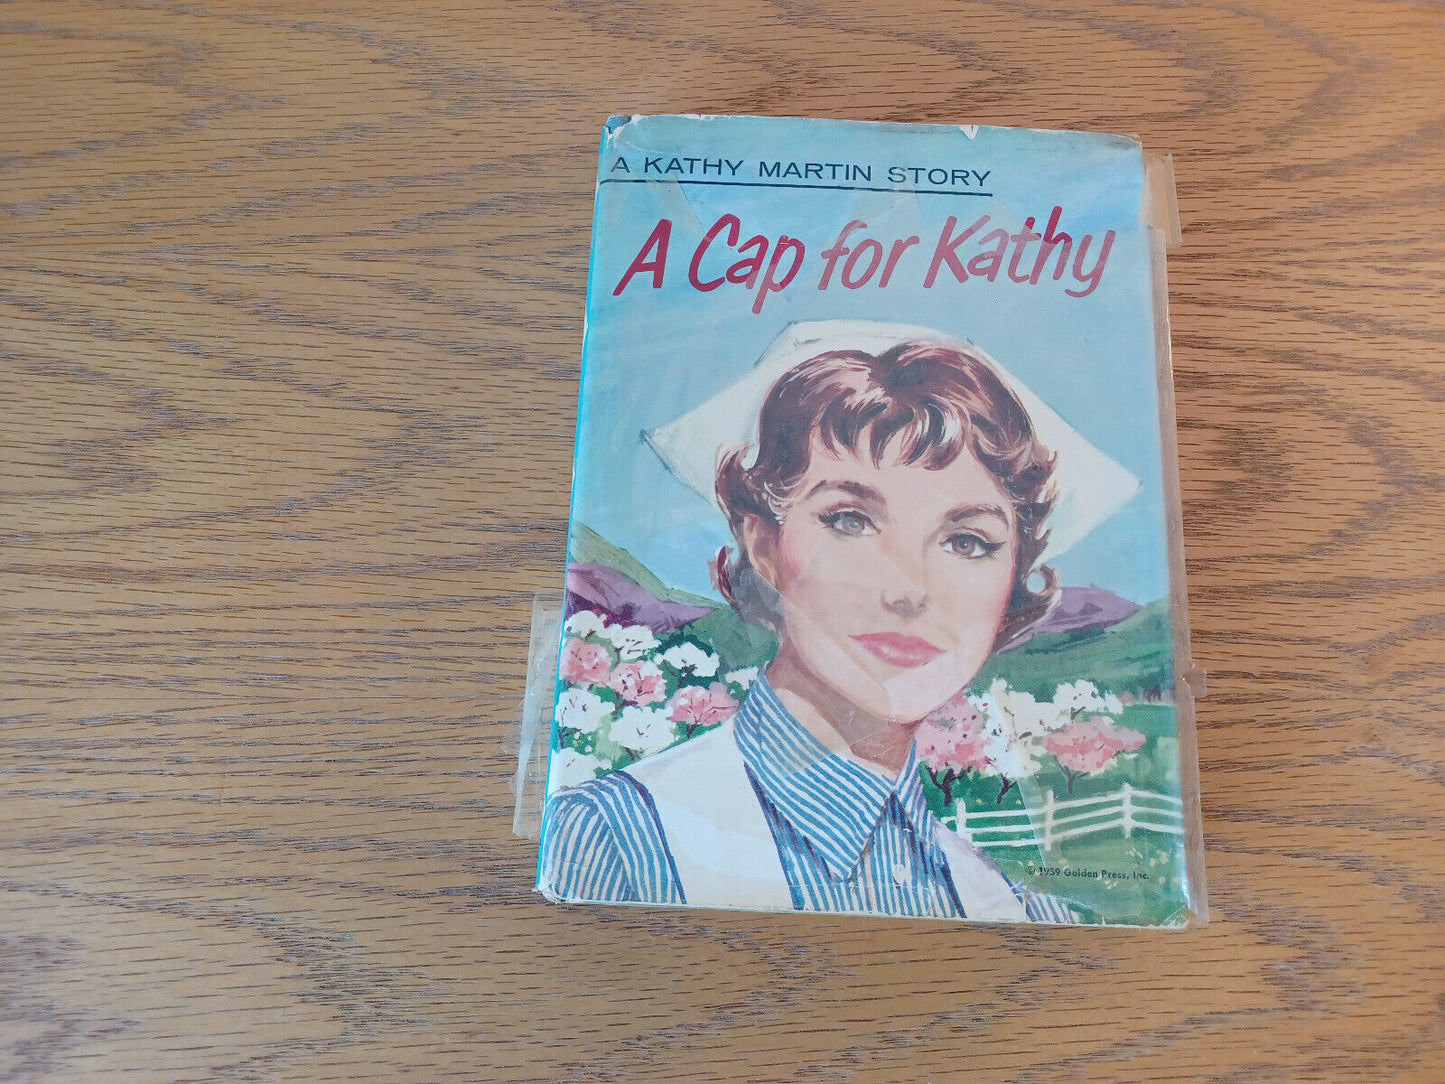 A KATHY MARTIN STORY
A Cap for Kathy
© 1959 Golden Press, Inc.